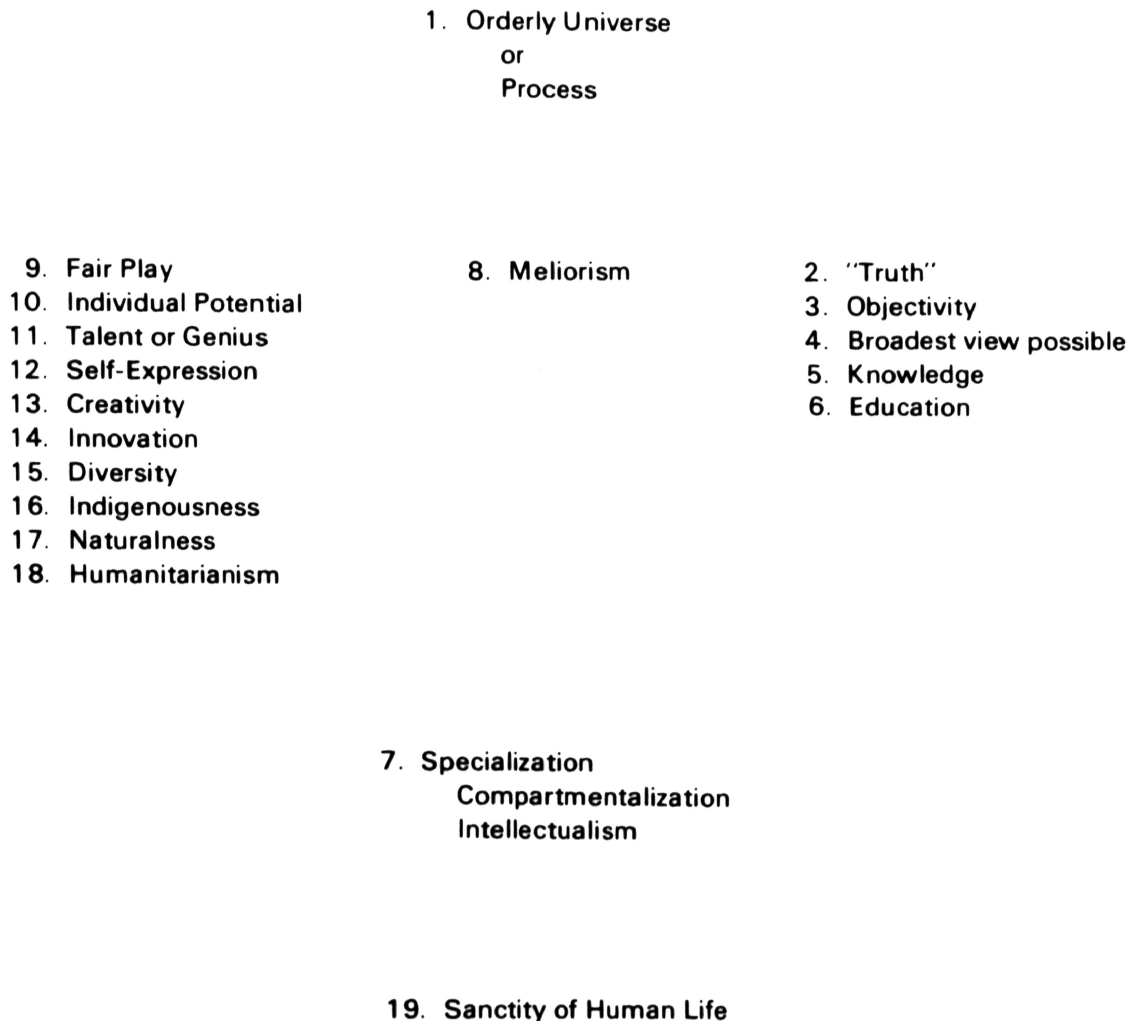 1. Orderly Universe
or
Process
9. Fair Play
10. Individual Potential
11. Talent or Genius
12. Self-Expression
13. Creativity
14. Innovation
15. Diversity
16. Indigenousness
17. Naturalness
18. Humanitarianism
8. Meliorism
2. "Truth"
3. Objectivity
4. Broadest view possible
5. Knowledge
6. Education
7. Specialization
Compartmentalization
Intellectualism
19. Sanctity of Human Life